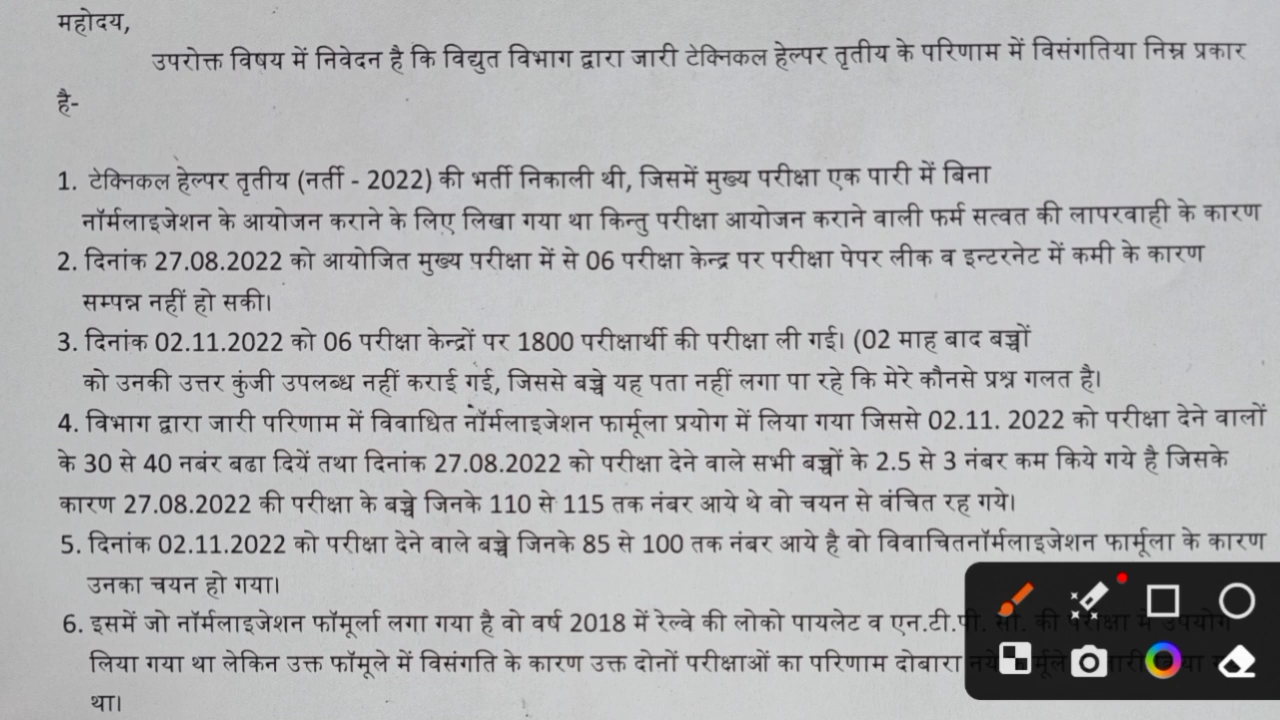 महोदय,
उपरोक्त विषय में निवेदन है कि विद्युत विभाग द्वारा जारी टेक्निकल हेल्पर तृतीय के परिणाम में विसंगतिया निम्न प्रकार
है-
1. टेक्निकल हेल्पर तृतीय (नर्ती - 2022) की भर्ती निकाली थी, जिसमें मुख्य परीक्षा एक पारी में बिना
नॉर्मलाइजेशन के आयोजन कराने के लिए लिखा गया था किन्तु परीक्षा आयोजन कराने वाली फर्म सत्वत की लापरवाही के कारण
2. दिनांक 27.08.2022 को आयोजित मुख्य परीक्षा में से 06 परीक्षा केन्द्र पर परीक्षा पेपर लीक व इन्टरनेट में कमी के कारण
सम्पन्न नहीं हो सकी।
3. दिनांक 02.11.2022 को 06 परीक्षा केन्द्रों पर 1800 परीक्षार्थी की परीक्षा ली गई। (02 माह बाद बच्चों
को उनकी उत्तर कुंजी उपलब्ध नहीं कराई गई, जिससे बच्चे यह पता नहीं लगा पा रहे कि मेरे कौनसे प्रश्न गलत है।
4. विभाग द्वारा जारी परिणाम में विवाधित नॉर्मलाइजेशन फार्मूला प्रयोग में लिया गया जिससे 02.11. 2022 को परीक्षा देने वालों
के 30 से 40 नबंर बढा दियें तथा दिनांक 27.08.2022 को परीक्षा देने वाले सभी बच्चों के 2.5 से 3 नंबर कम किये गये है जिसके
कारण 27.08.2022 की परीक्षा के बच्चे जिनके 110 से 115 तक नंबर आये थे वो चयन से वंचित रह गये।
5. दिनांक 02.11.2022 को परीक्षा देने वाले बच्चे जिनके 85 से 100 तक नंबर आये है वो विवाचितनॉर्मलाइजेशन फार्मूला के कारण
उनका चयन हो गया।
6. इसमें जो नॉर्मलाइजेशन फॉमूर्ला लगा गया है वो वर्ष 2018 में रेल्वे की लोको पायलेट व एन.टी.पी. सी. की परीक्षा में उपयोग
लिया गया था लेकिन उक्त फॉमूले में विसंगति के कारण उक्त दोनों परीक्षाओं का परिणाम दोबारा
था।